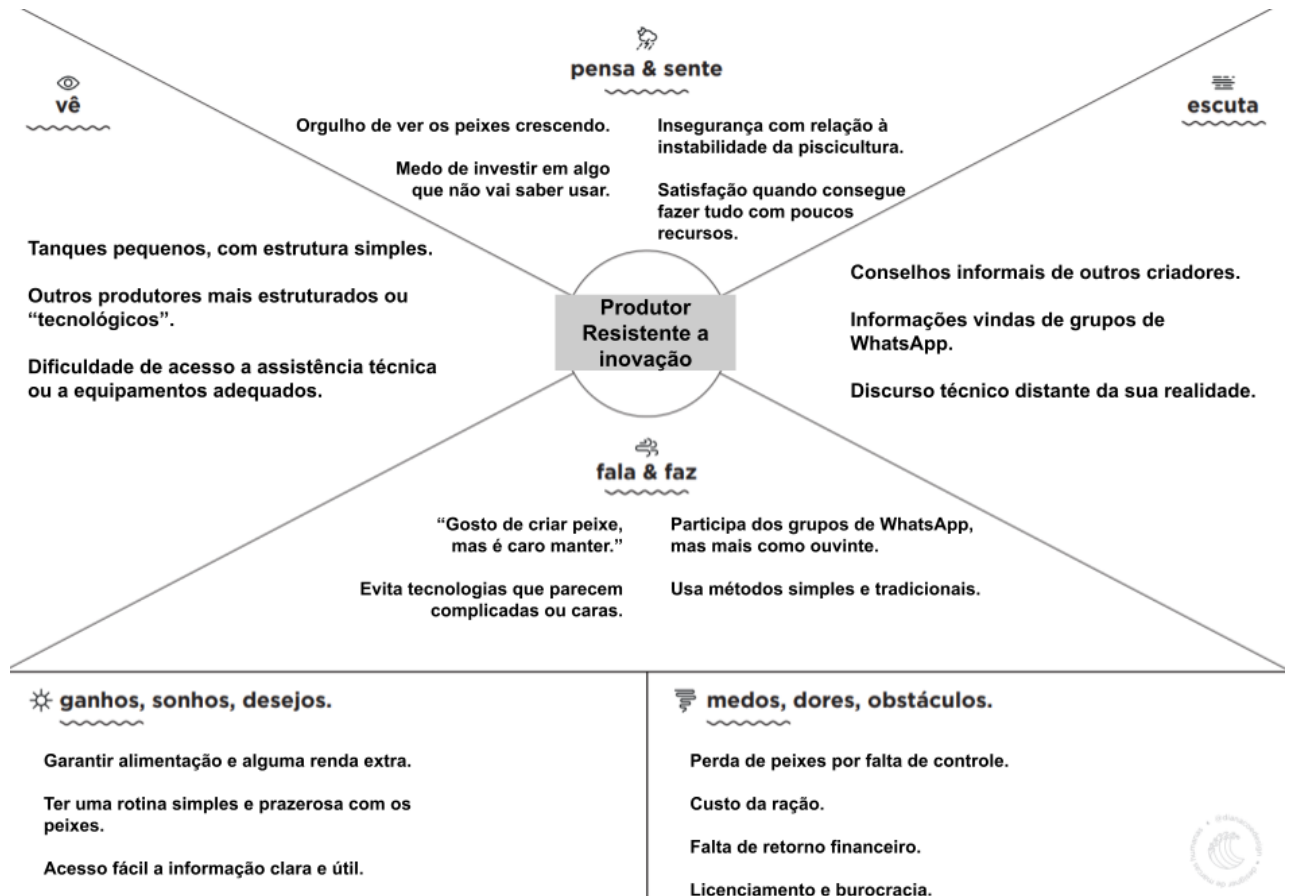 pensa & sente
Orgulho de ver os peixes crescendo.
Medo de investir em algo
que não vai saber usar.
Insegurança com relação à
instabilidade da piscicultura.
Satisfação quando consegue
fazer tudo com poucos
recursos.
vê
Tanques pequenos, com estrutura simples.
Outros produtores mais estruturados ou
“tecnológicos”.
Dificuldade de acesso a assistência técnica
ou a equipamentos adequados.
Produtor
Resistente a
inovação
escuta
Conselhos informais de outros criadores.
Informações vindas de grupos de
WhatsApp.
Discurso técnico distante da sua realidade.
fala & faz
“Gosto de criar peixe,
mas é caro manter.”
Evita tecnologias que parecem
complicadas ou caras.
Participa dos grupos de WhatsApp,
mas mais como ouvinte.
Usa métodos simples e tradicionais.
ganhos, sonhos, desejos.
Garantir alimentação e alguma renda extra.
Ter uma rotina simples e prazerosa com os
peixes.
Acesso fácil a informação clara e útil.
medos, dores, obstáculos.
Perda de peixes por falta de controle.
Custo da ração.
Falta de retorno financeiro.
Licenciamento e burocracia.